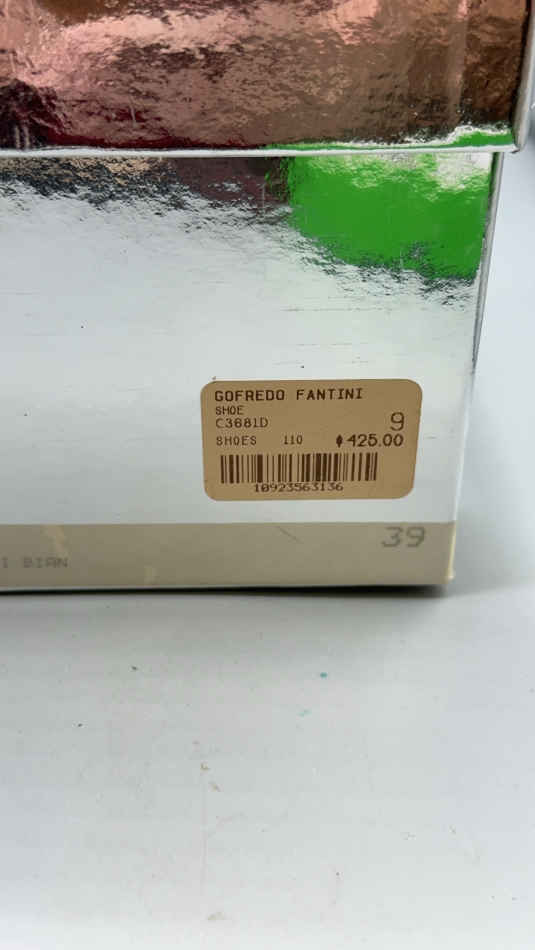 GOFREDO FANTINI
SHOE
C3681D 9
SHOES 110 $425.00
10923563136
39
BIAN